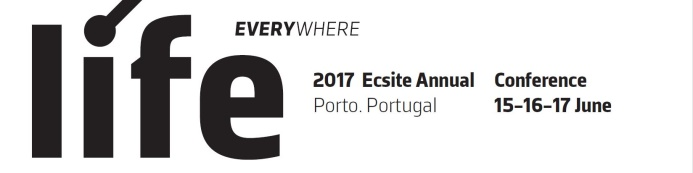 life
EVERYWHERE
2017 Ecsite Annual Conference
Porto. Portugal 15-16-17 June